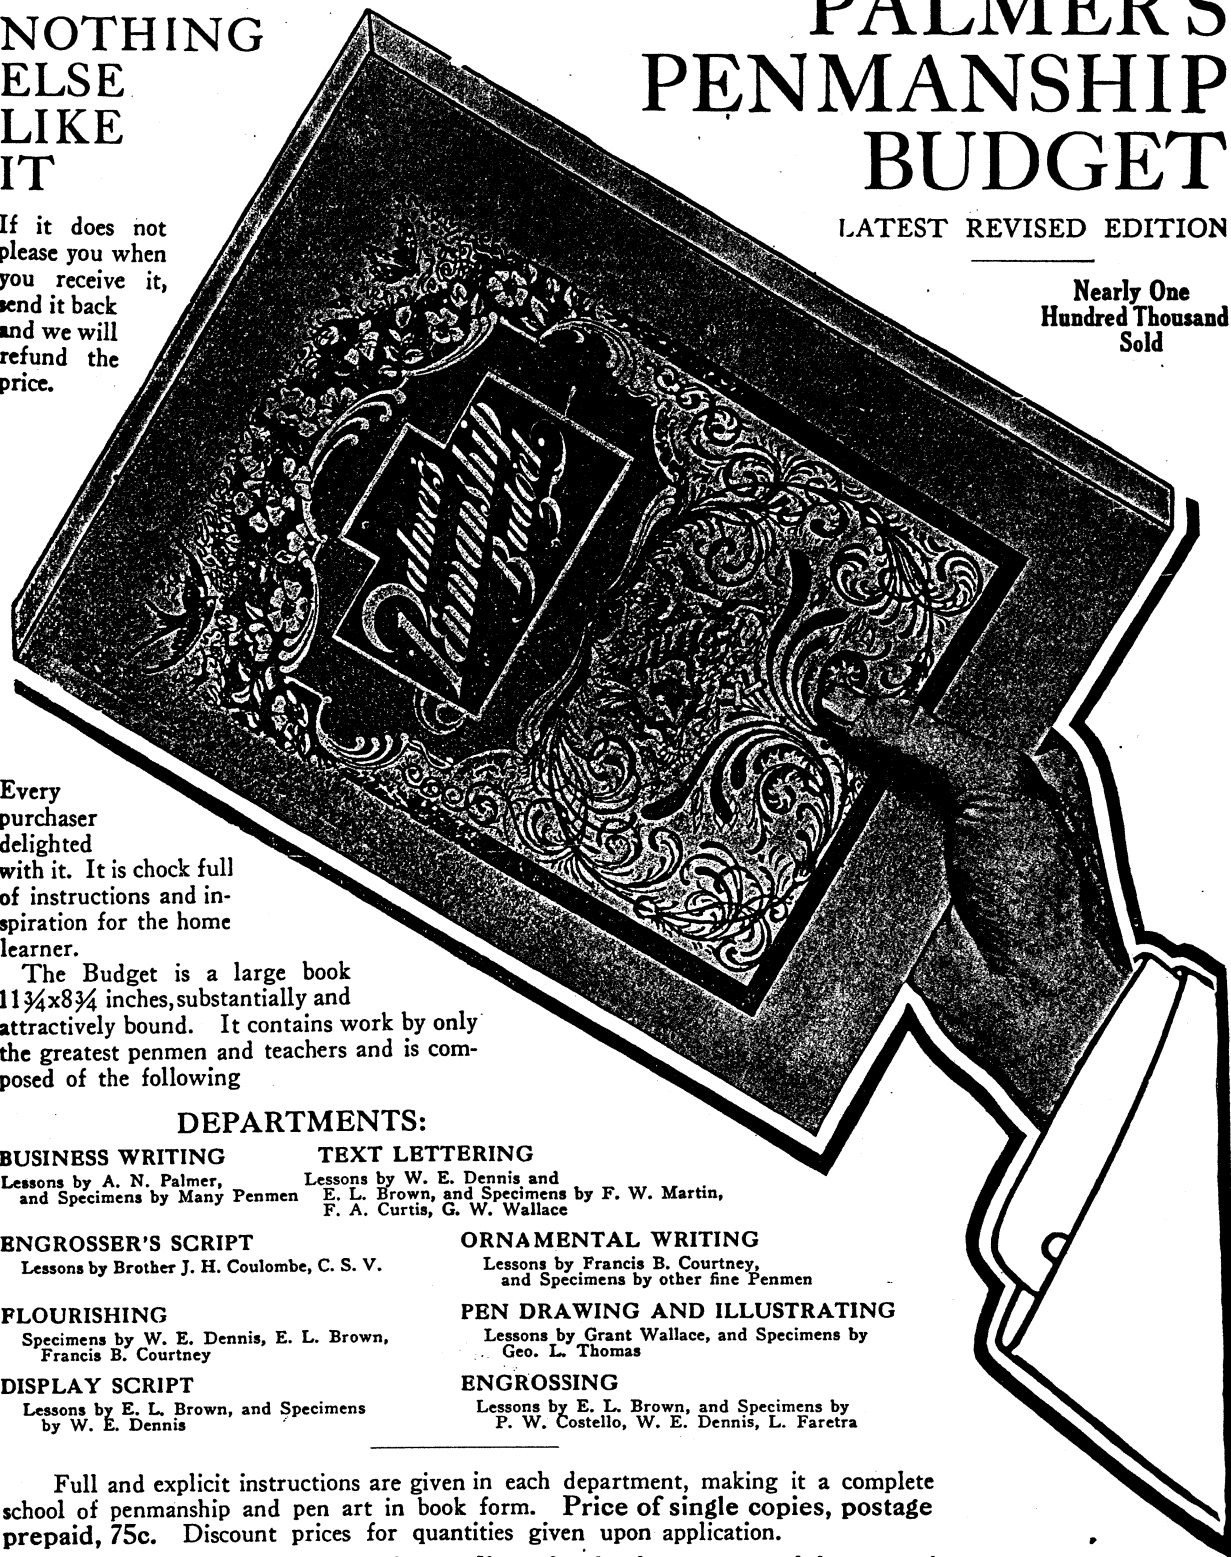 NOTHING
ELSE
LIKE
IT
If it does not
please you when
you receive it,
send it back
and we will
refund the
price.
PALMER'S
PENMANSHIP
BUDGET
LATEST REVISED EDITION
Nearly One
Hundred Thousand
Sold
Palmer's
Penmanship
Budget
Every
purchaser
delighted
with it. It is chock full
of instructions and in-
spiration for the home
learner.
The Budget is a large book
11¾x8¾ inches, substantially and
attractively bound. It contains work by only
the greatest penmen and teachers and is com-
posed of the following
DEPARTMENTS:
BUSINESS WRITING
Lessons by A. N. Palmer,
and Specimens by Many Penmen
TEXT LETTERING
Lessons by W. E. Dennis and
E. L. Brown, and Specimens by F. W. Martin,
F. A. Curtis, G. W. Wallace
ENGROSSER'S SCRIPT
Lessons by Brother J. H. Coulombe, C. S. V.
ORNAMENTAL WRITING
Lessons by Francis B. Courtney,
and Specimens by other fine Penmen
FLOURISHING
Specimens by W. E. Dennis, E. L. Brown,
Francis B. Courtney
PEN DRAWING AND ILLUSTRATING
Lessons by Grant Wallace, and Specimens by
Geo. L. Thomas
DISPLAY SCRIPT
Lessons by E. L. Brown, and Specimens
by W. E. Dennis
ENGROSSING
Lessons by E. L. Brown, and Specimens by
P. W. Costello, W. E. Dennis, L. Faretra
Full and explicit instructions are given in each department, making it a complete
school of penmanship and pen art in book form. Price of single copies, postage
prepaid, 75c. Discount prices for quantities given upon application.